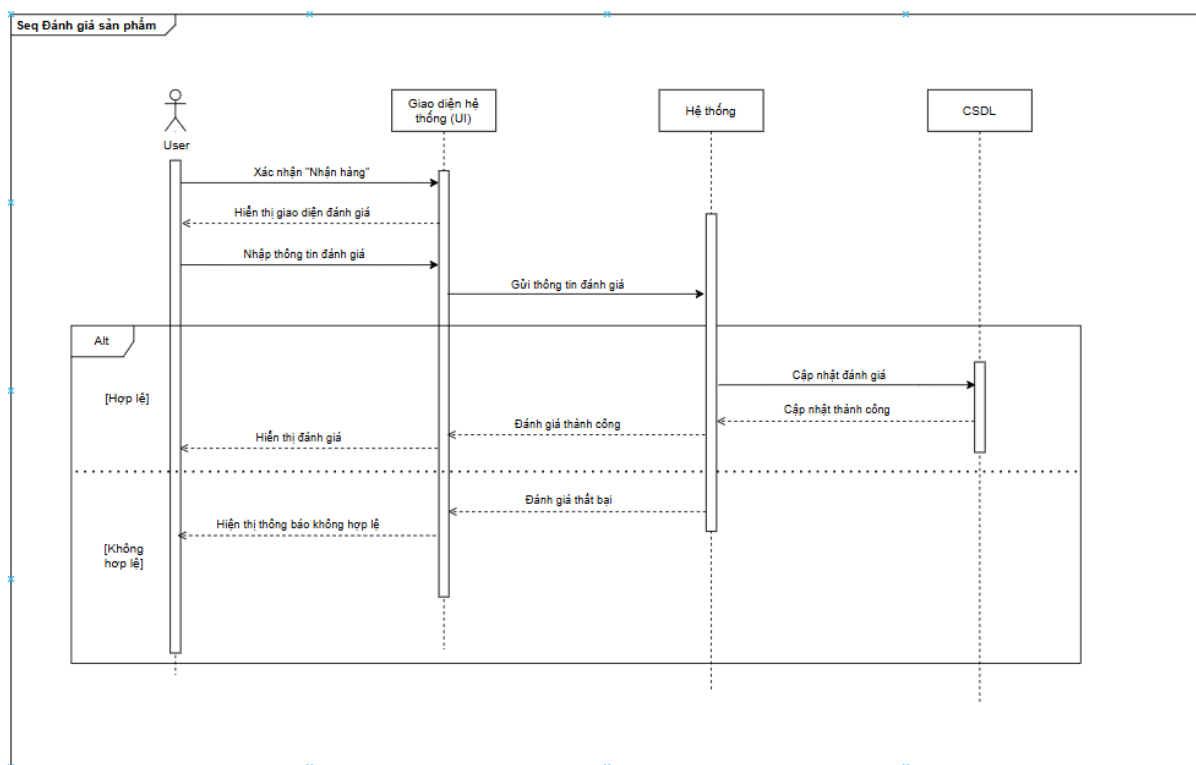 Seq Đánh giá sản phẩm
Giao diện hệ
thống (UI)
Hệ thống
CSDL
User
Xác nhận "Nhận hàng"
Hiển thị giao diện đánh giá
Nhập thông tin đánh giá
Gửi thông tin đánh giá
Alt
[Hợp lệ]
Cập nhật đánh giá
Cập nhật thành công
Đánh giá thành công
Hiển thị đánh giá
Đánh giá thất bại
Hiện thị thông báo không hợp lệ
[Không
hơp lệ]